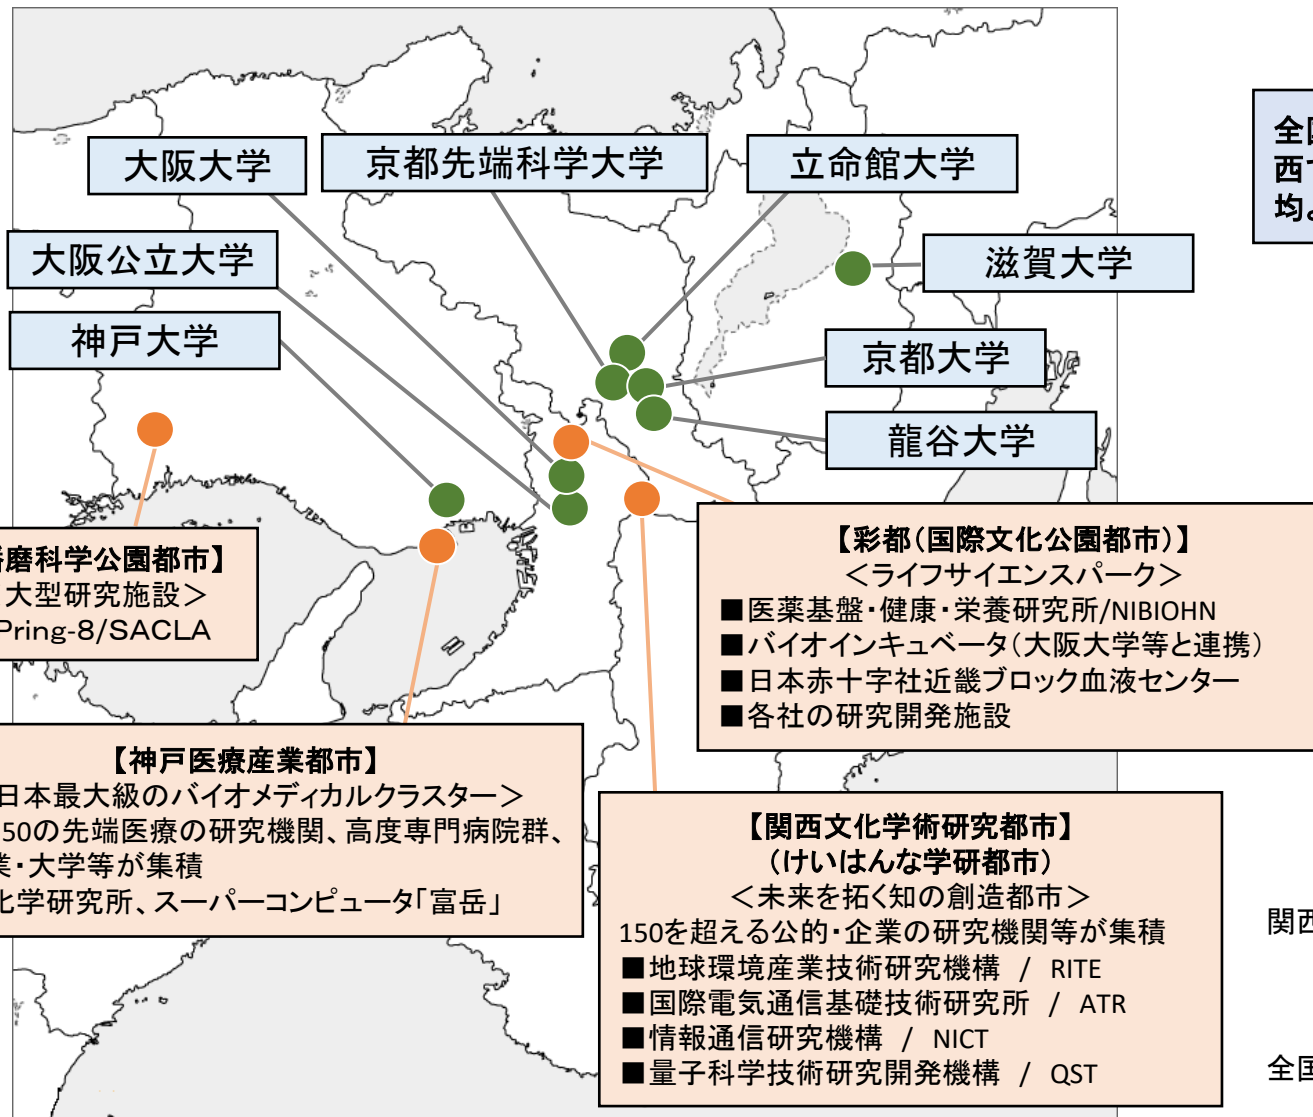 大阪大学
京都先端科学大学
立命館大学
大阪公立大学
滋賀大学
神戸大学
京都大学
龍谷大学
磨科学公園都市】
大型研究施設＞
Pring-8/SACLA
【彩都（国際文化公園都市）】
＜ライフサイエンスパーク＞
■医薬基盤・健康・栄養研究所/NIBIOHN
■バイオインキュベータ（大阪大学等と連携）
■日本赤十字社近畿ブロック血液センター
■各社の研究開発施設
【神戸医療産業都市】
日本最大級のバイオメディカルクラスター＞
50の先端医療の研究機関、高度専門病院群、
業・大学等が集積
化学研究所、スーパーコンピュータ「富岳」
【関西文化学術研究都市】
（けいはんな学研都市）
＜未来を拓く知の創造都市＞
150を超える公的・企業の研究機関等が集積
■地球環境産業技術研究機構 / RITE
■国際電気通信基礎技術研究所 / ATR
■情報通信研究機構 / NICT
■量子科学技術研究開発機構 / QST
全国
西で
均
関西
全国